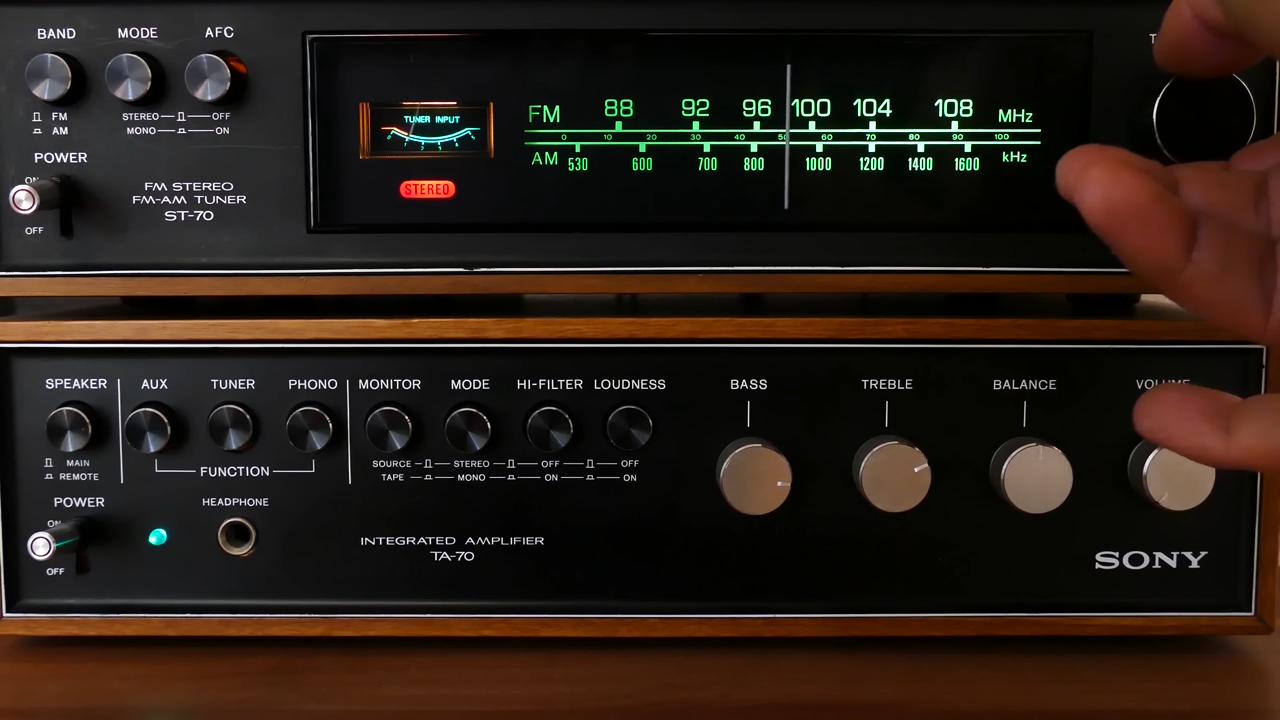 BAND MODE AFC
FM STEREO OFF
AM MONO ON
POWER
ON
OFF
FM STEREO
FM-AM TUNER
ST-70
TUNER INPUT
STEREO
FM 88 92 96 100 104 108 MHz
0 10 20 30 40 50 60 70 80 90 100
AM 530 600 700 800 1000 1200 1400 1600 kHz
SPEAKER AUX TUNER PHONO MONITOR MODE HI-FILTER LOUDNESS BASS TREBLE BALANCE VOLUME
MAIN
REMOTE
FUNCTION
SOURCE STEREO OFF OFF
TAPE MONO ON ON
POWER
ON
OFF
HEADPHONE
INTEGRATED AMPLIFIER
TA-70
SONY